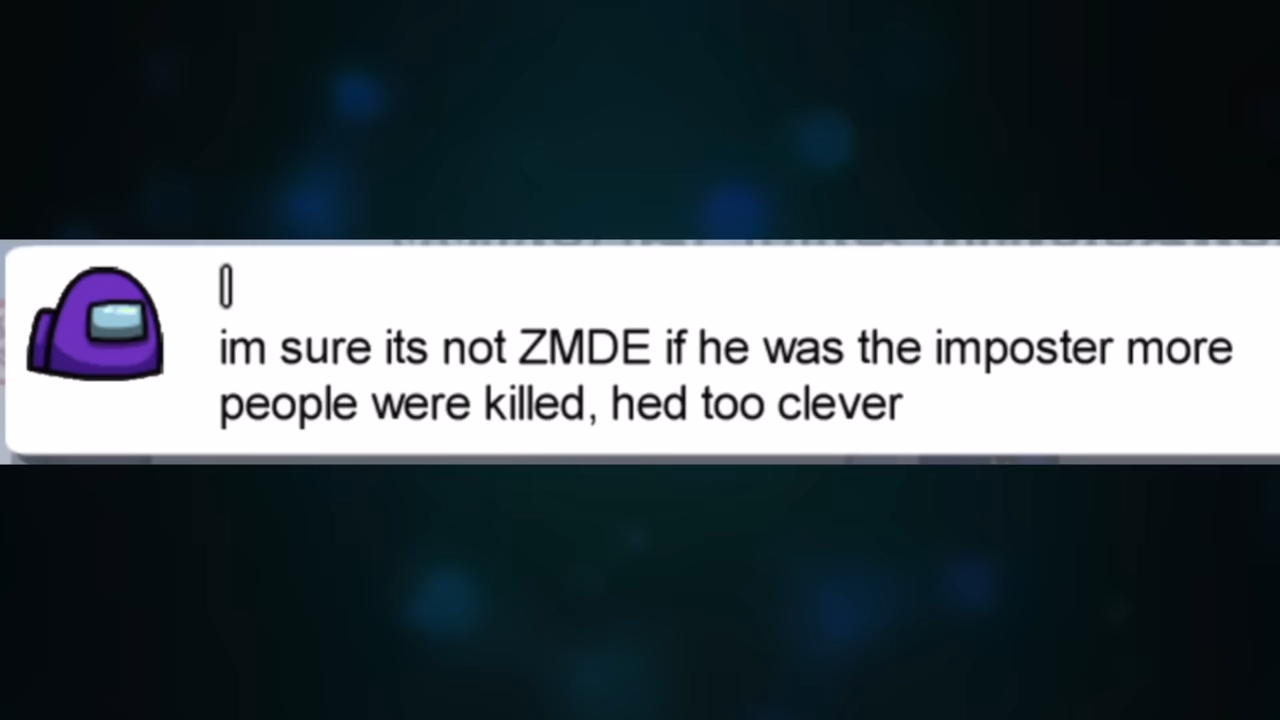 im sure its not ZMDE if he was the imposter more
people were killed, hed too clever